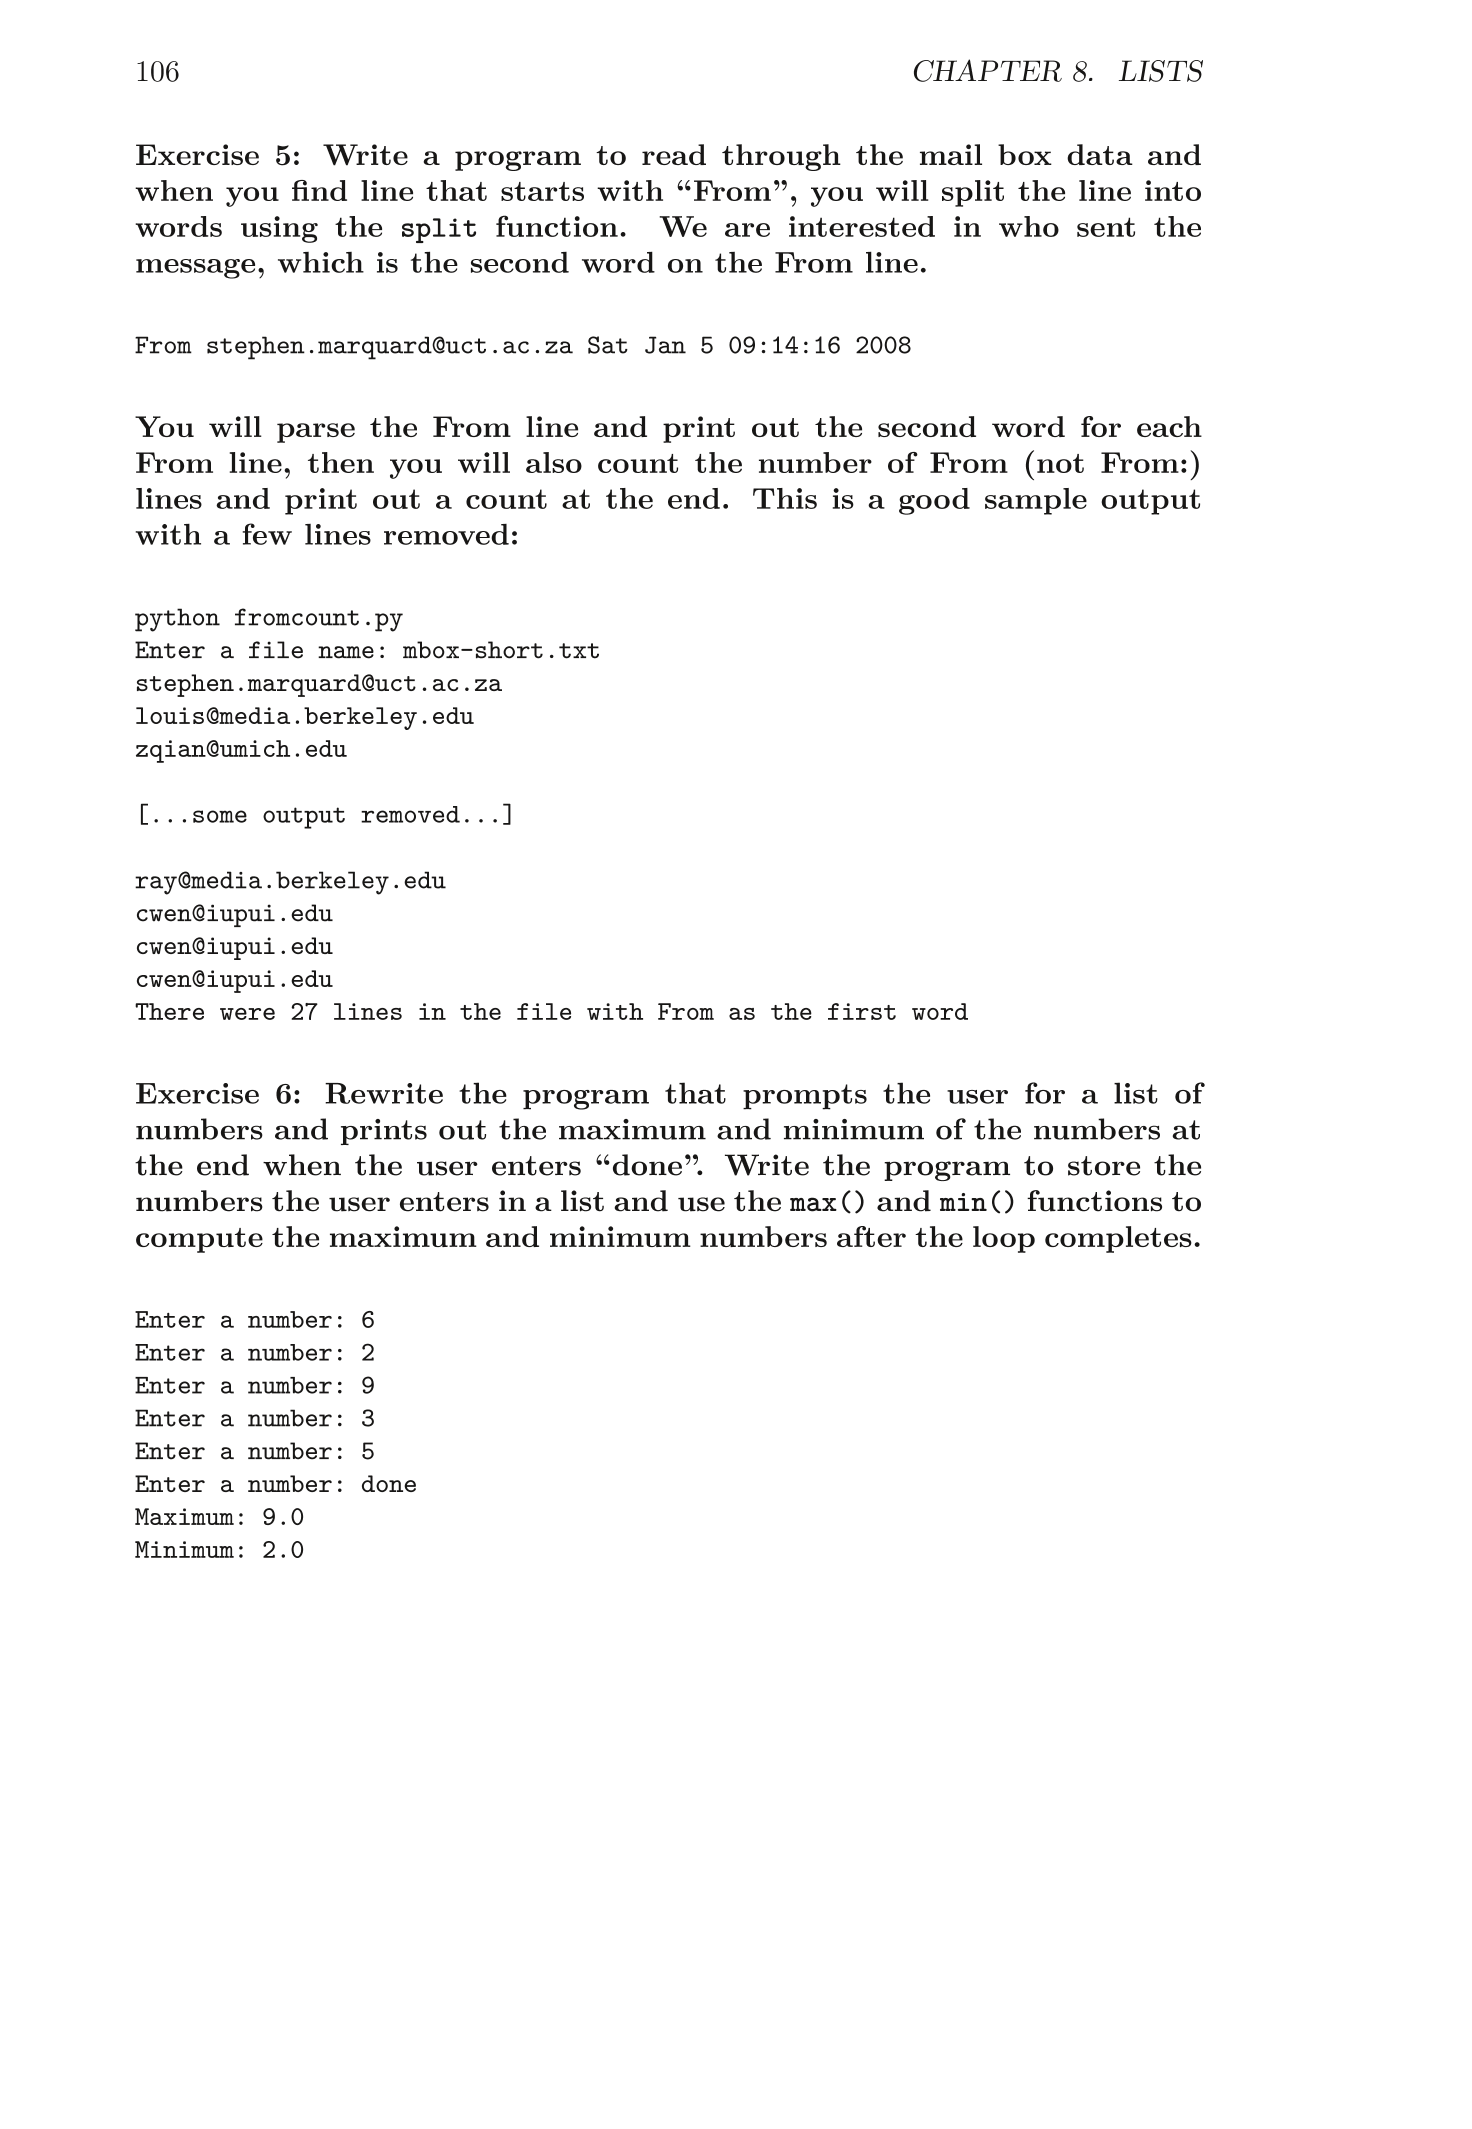 106 CHAPTER 8. LISTS
Exercise 5: Write a program to read through the mail box data and
when you find line that starts with “From”, you will split the line into
words using the split function. We are interested in who sent the
message, which is the second word on the From line.
From stephen.marquard@uct.ac.za Sat Jan 5 09:14:16 2008
You will parse the From line and print out the second word for each
From line, then you will also count the number of From (not From:)
lines and print out a count at the end. This is a good sample output
with a few lines removed:
python fromcount.py
Enter a file name: mbox-short.txt
stephen.marquard@uct.ac.za
louis@media.berkeley.edu
zqian@umich.edu
[...some output removed...]
ray@media.berkeley.edu
cwen@iupui.edu
cwen@iupui.edu
cwen@iupui.edu
There were 27 lines in the file with From as the first word
Exercise 6: Rewrite the program that prompts the user for a list of
numbers and prints out the maximum and minimum of the numbers at
the end when the user enters “done”. Write the program to store the
numbers the user enters in a list and use the max() and min() functions to
compute the maximum and minimum numbers after the loop completes.
Enter a number: 6
Enter a number: 2
Enter a number: 9
Enter a number: 3
Enter a number: 5
Enter a number: done
Maximum: 9.0
Minimum: 2.0